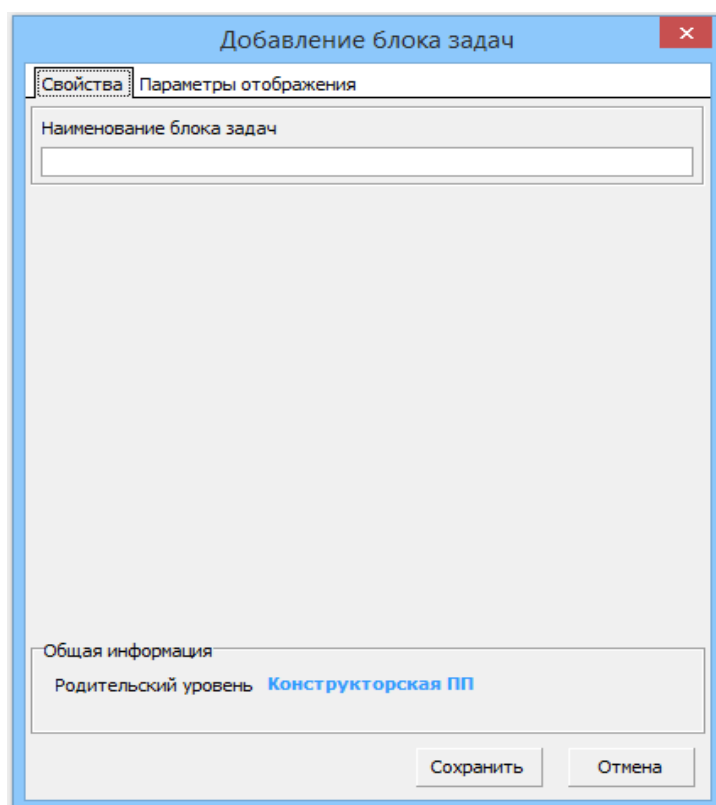 Добавление блока задач
Свойства Параметры отображения
Наименование блока задач
Общая информация
Родительский уровень Конструкторская ПП
Сохранить Отмена